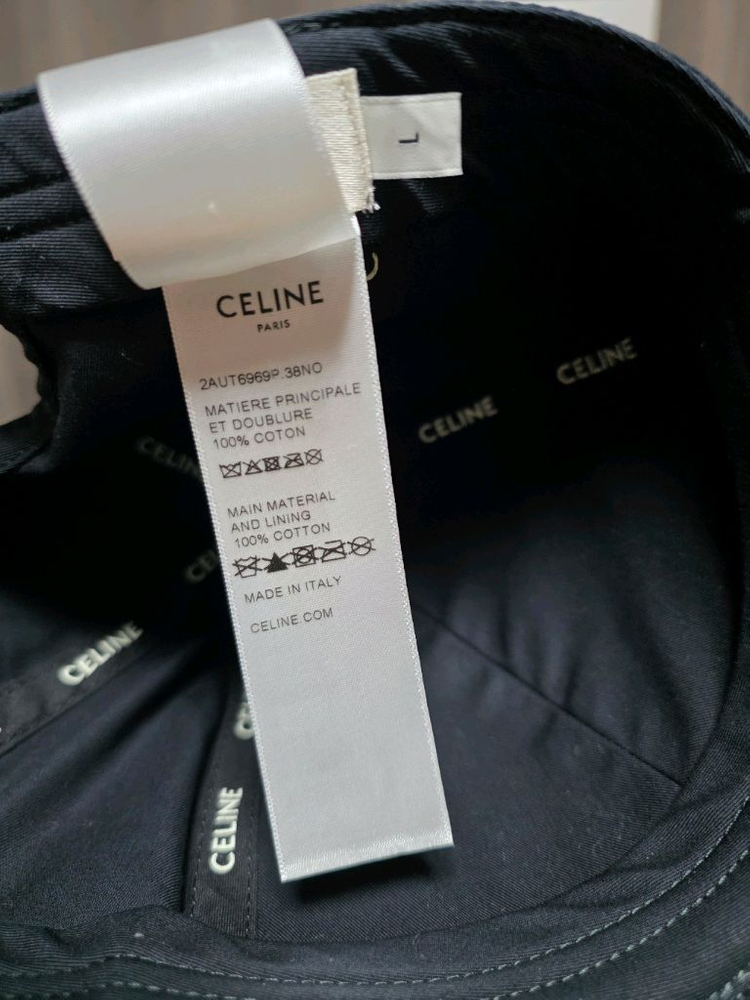 L
CELINE
PARIS
2AUT6969P.38NO
MATIERE PRINCIPALE
ET DOUBLURE
100% COTON
MAIN MATERIAL
AND LINING
100% COTTON
MADE IN ITALY
CELINE.COM
CELINE
CELINE
CELINE
CELINE
CELINE